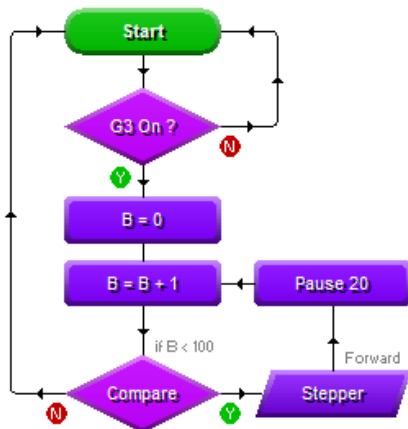 Start
G3 On ?
N
Y
B = 0
B = B + 1
Pause 20
if B < 100
Forward
Compare
Stepper
N
Y